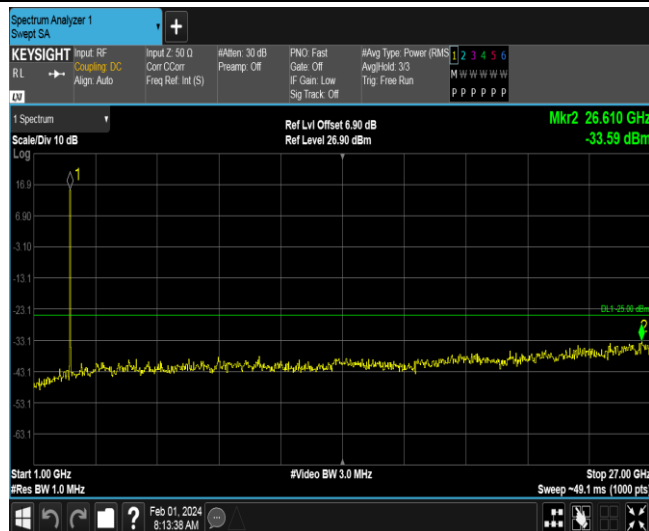 Spectrum Analyzer 1
Swept SA
+
KEYSIGHT
RL
Input: RF
Coupling: DC
Align: Auto
Input Z: 50 Ω
Corr CCorr
Freq Ref: Int (S)
#Atten: 30 dB
Preamp: Off
PNO: Fast
Gate: Off
IF Gain: Low
Sig Track: Off
#Avg Type: Power (RMS
Avg|Hold: 3/3
Trig: Free Run
1 2 3 4 5 6
M W W W W W
P P P P P P
1 Spectrum
Scale/Div 10 dB
Log
Ref Lvl Offset 6.90 dB
Ref Level 26.90 dBm
Mkr2 26.610 GHz
-33.59 dBm
1
16.9
6.90
-3.10
-13.1
-23.1
DL1 -25.00 dBm
2
-33.1
-43.1
-53.1
-63.1
Start 1.00 GHz
#Res BW 1.0 MHz
#Video BW 3.0 MHz
Stop 27.00 GHz
Sweep ~49.1 ms (1000 pts)
?
Feb 01, 2024
8:13:38 AM